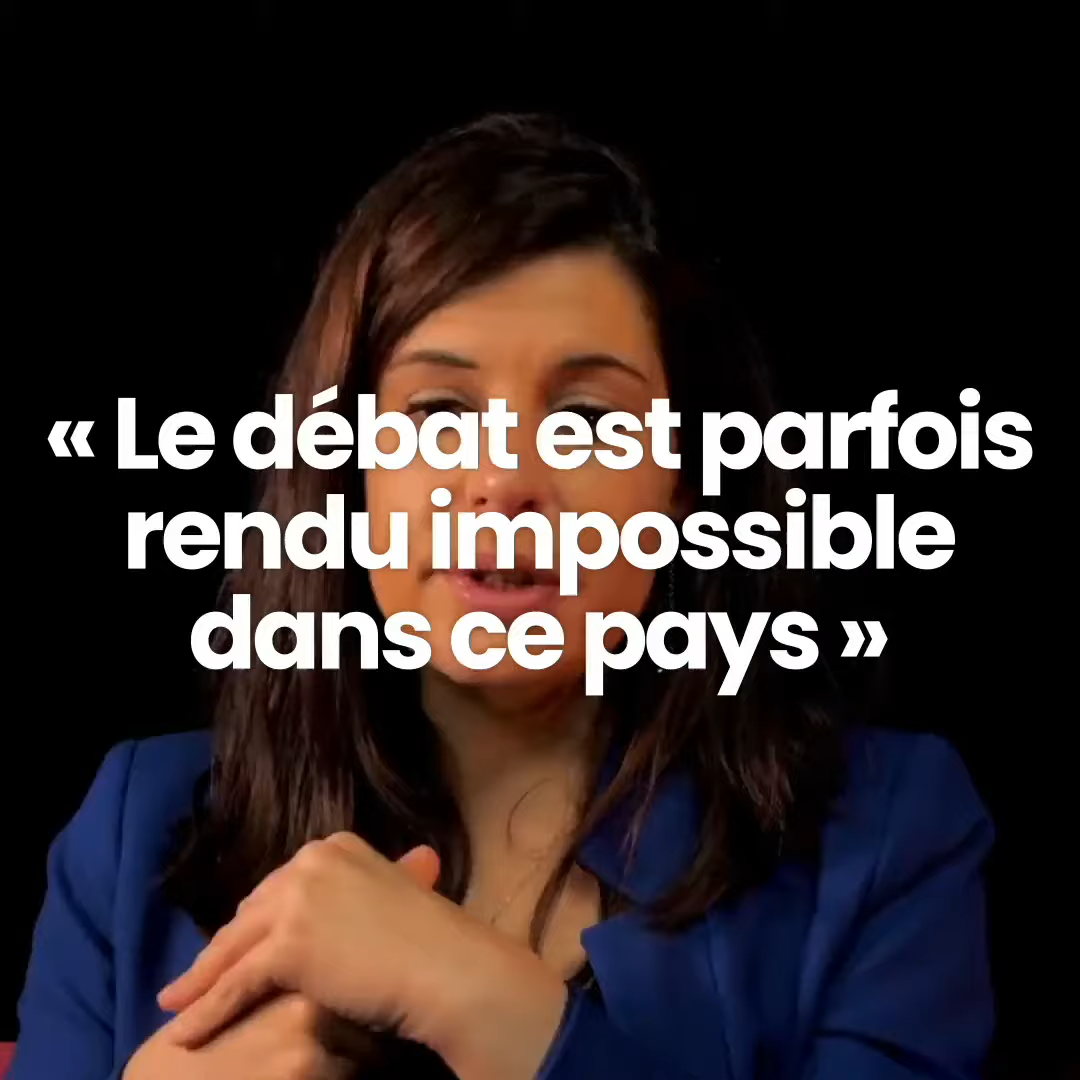 « Le débat est parfois
rendu impossible
dans ce pays »